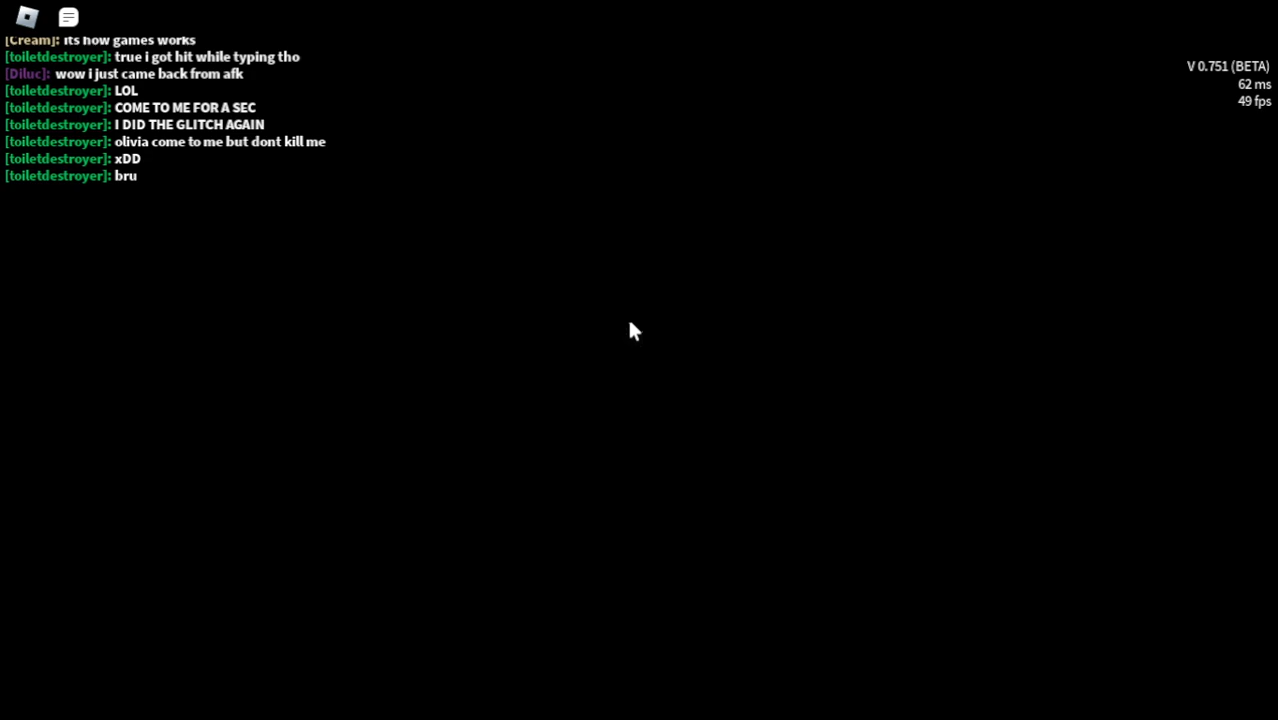 [Cream]: its how games works
[toiletdestroyer]: true i got hit while typing tho
[Diluc]: wow i just came back from afk
[toiletdestroyer]: LOL
[toiletdestroyer]: COME TO ME FOR A SEC
[toiletdestroyer]: I DID THE GLITCH AGAIN
[toiletdestroyer]: olivia come to me but dont kill me
[toiletdestroyer]: xDD
[toiletdestroyer]: bru
V 0.751 (BETA)
62 ms
49 fps